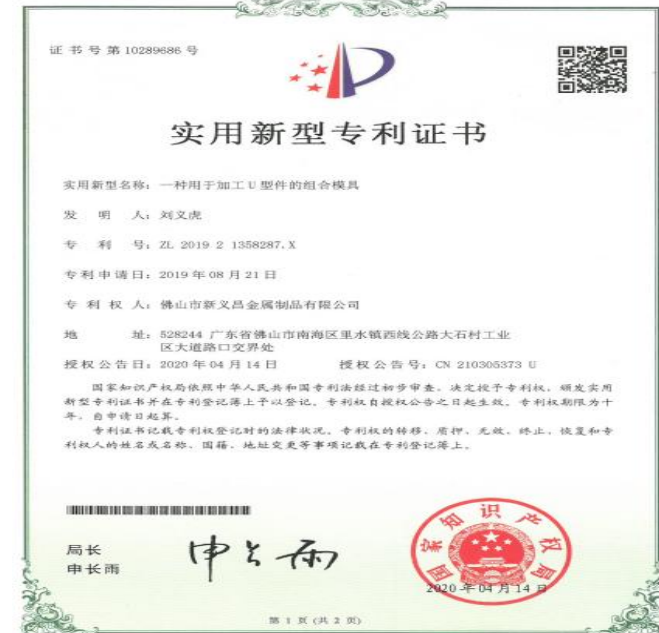 证书号第10289686号
实用新型专利证书
实用新型名称：一种用于加工U型件的组合模具
发 明 人：刘义虎
专 利 号：ZL 2019 2 1358287.X
专利申请日：2019年08月21日
专 利 权 人：佛山市新义昌金属制品有限公司
地 址：528244 广东省佛山市南海区里水镇西线公路大石村工业
区大道路口交界处
授权公告日：2020年04月14日 授权公告号：CN 210305373 U
国家知识产权局依照中华人民共和国专利法经过初步审查，决定授予专利权，颁发实用
新型专利证书并在专利登记簿上予以登记。专利权自授权公告之日起生效。专利权期限为十
年，自申请日起算。
专利证书记载专利权登记时的法律状况。专利权的转移、质押、无效、终止、恢复和专
利权人的姓名或名称、国籍、地址变更等事项记载在专利登记簿上。
局长
申长雨
申长雨
国家知识产权局
2020年04月14日
第 1 页 (共 2 页)